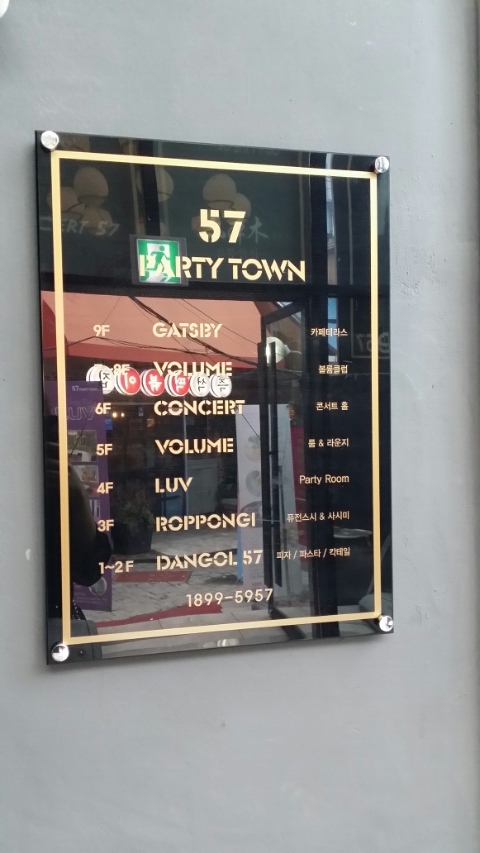 57
PARTY TOWN
9F GATSBY 카페테라스
8F VOLUME 볼륨클럽
6F CONCERT 콘서트 홀
5F VOLUME 룸 & 라운지
4F LUV Party Room
3F ROPPONGI 퓨전스시 & 사시미
1~2F DANGOL 57 피자 / 파스타 / 칵테일
1899-5957